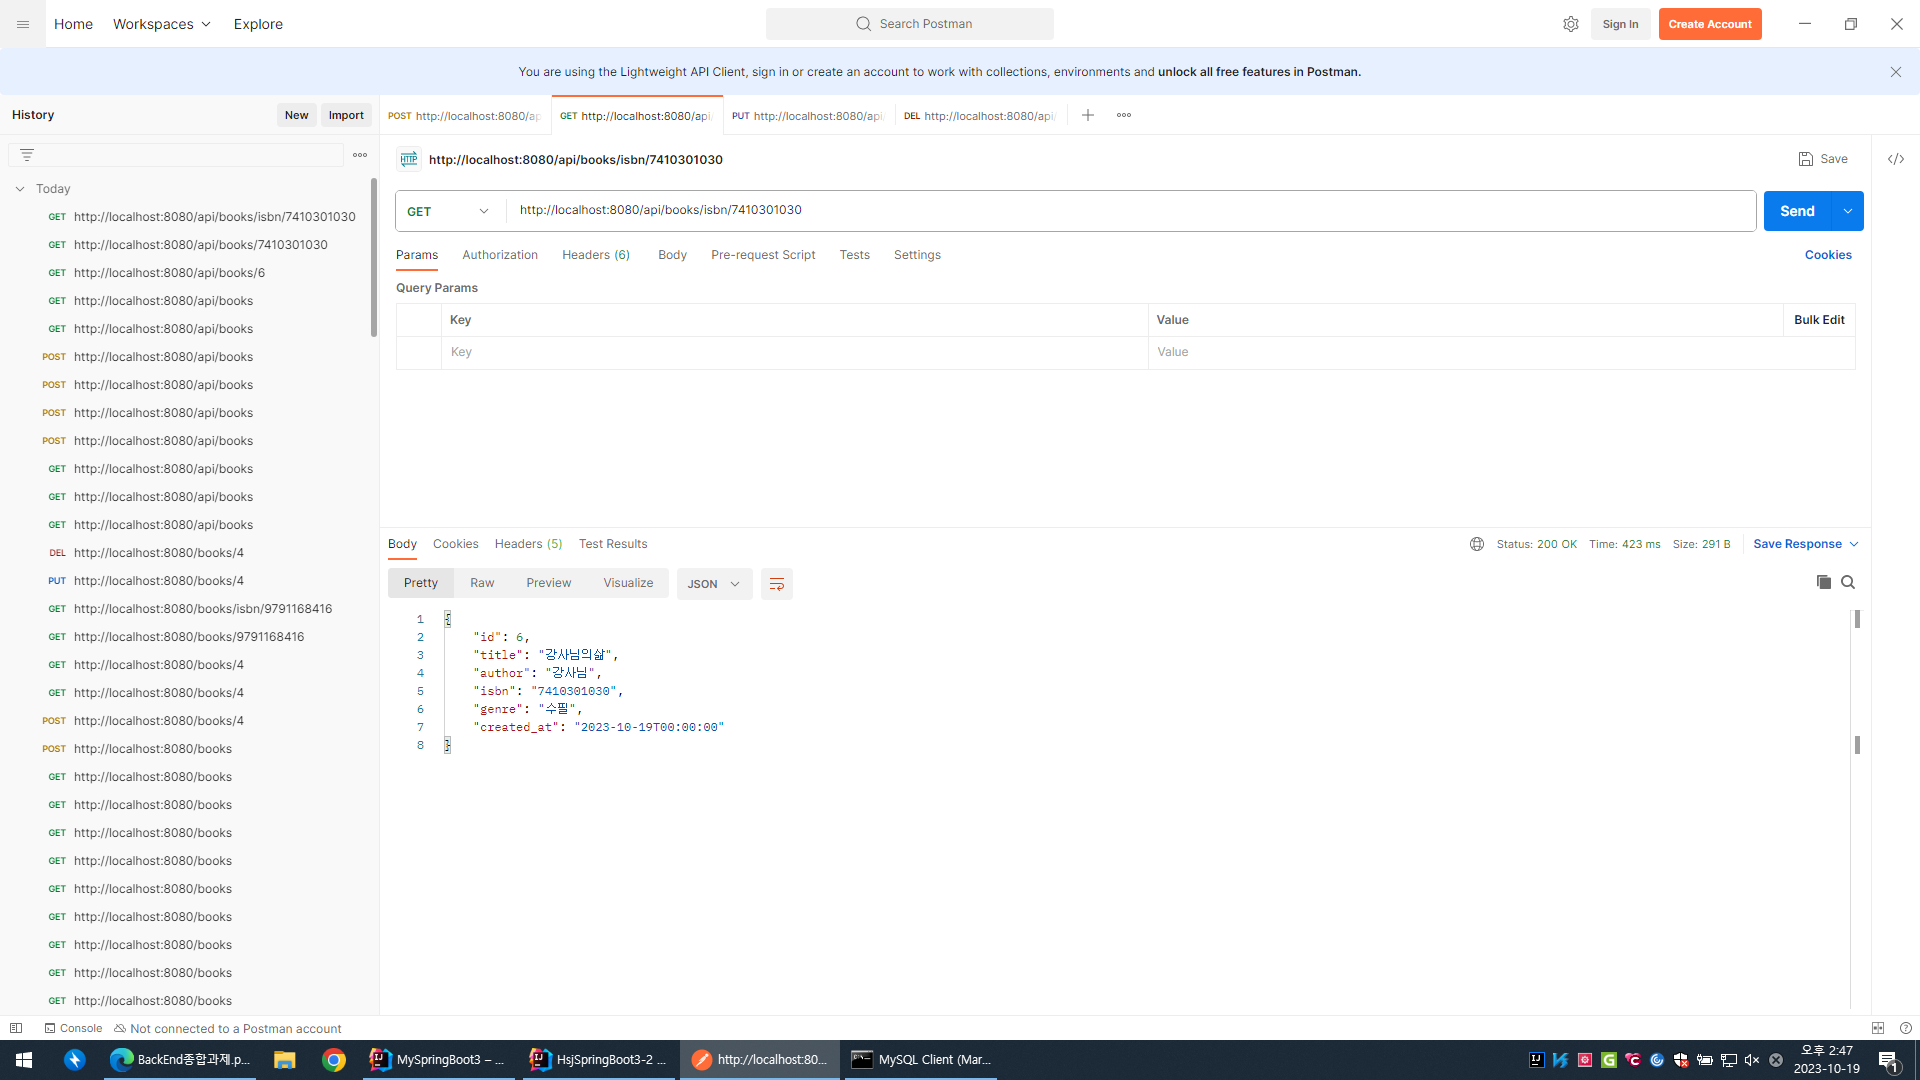 Home Workspaces Explore Search Postman Sign In Create Account
You are using the Lightweight API Client, sign in or create an account to work with collections, environments and unlock all free features in Postman.
History New Import
POST http://localhost:8080/ap GET http://localhost:8080/api PUT http://localhost:8080/api DEL http://localhost:8080/api/
Today
GET http://localhost:8080/api/books/isbn/7410301030
GET http://localhost:8080/api/books/7410301030
GET http://localhost:8080/api/books/6
GET http://localhost:8080/api/books
GET http://localhost:8080/api/books
POST http://localhost:8080/api/books
POST http://localhost:8080/api/books
POST http://localhost:8080/api/books
POST http://localhost:8080/api/books
GET http://localhost:8080/api/books
GET http://localhost:8080/api/books
GET http://localhost:8080/api/books
DEL http://localhost:8080/books/4
PUT http://localhost:8080/books/4
GET http://localhost:8080/books/isbn/9791168416
GET http://localhost:8080/books/9791168416
GET http://localhost:8080/books/4
GET http://localhost:8080/books/4
POST http://localhost:8080/books/4
POST http://localhost:8080/books
GET http://localhost:8080/books
GET http://localhost:8080/books
GET http://localhost:8080/books
GET http://localhost:8080/books
GET http://localhost:8080/books
GET http://localhost:8080/books
GET http://localhost:8080/books
GET http://localhost:8080/books
GET http://localhost:8080/books
HTTP http://localhost:8080/api/books/isbn/7410301030 Save
GET http://localhost:8080/api/books/isbn/7410301030 Send
Params Authorization Headers (6) Body Pre-request Script Tests Settings Cookies
Query Params
Key Value Bulk Edit
Key Value
Body Cookies Headers (5) Test Results Status: 200 OK Time: 423 ms Size: 291 B Save Response
Pretty Raw Preview Visualize JSON
1 {
2 "id": 6,
3 "title": "강사님의삶",
4 "author": "강사님",
5 "isbn": "7410301030",
6 "genre": "수필",
7 "created_at": "2023-10-19T00:00:00"
8 }
Console Not connected to a Postman account
BackEnd종합과제.p... MySpringBoot3 – ... HsjSpringBoot3-2 ... http://localhost:80... MySQL Client (Mar...
오후 2:47
2023-10-19
1